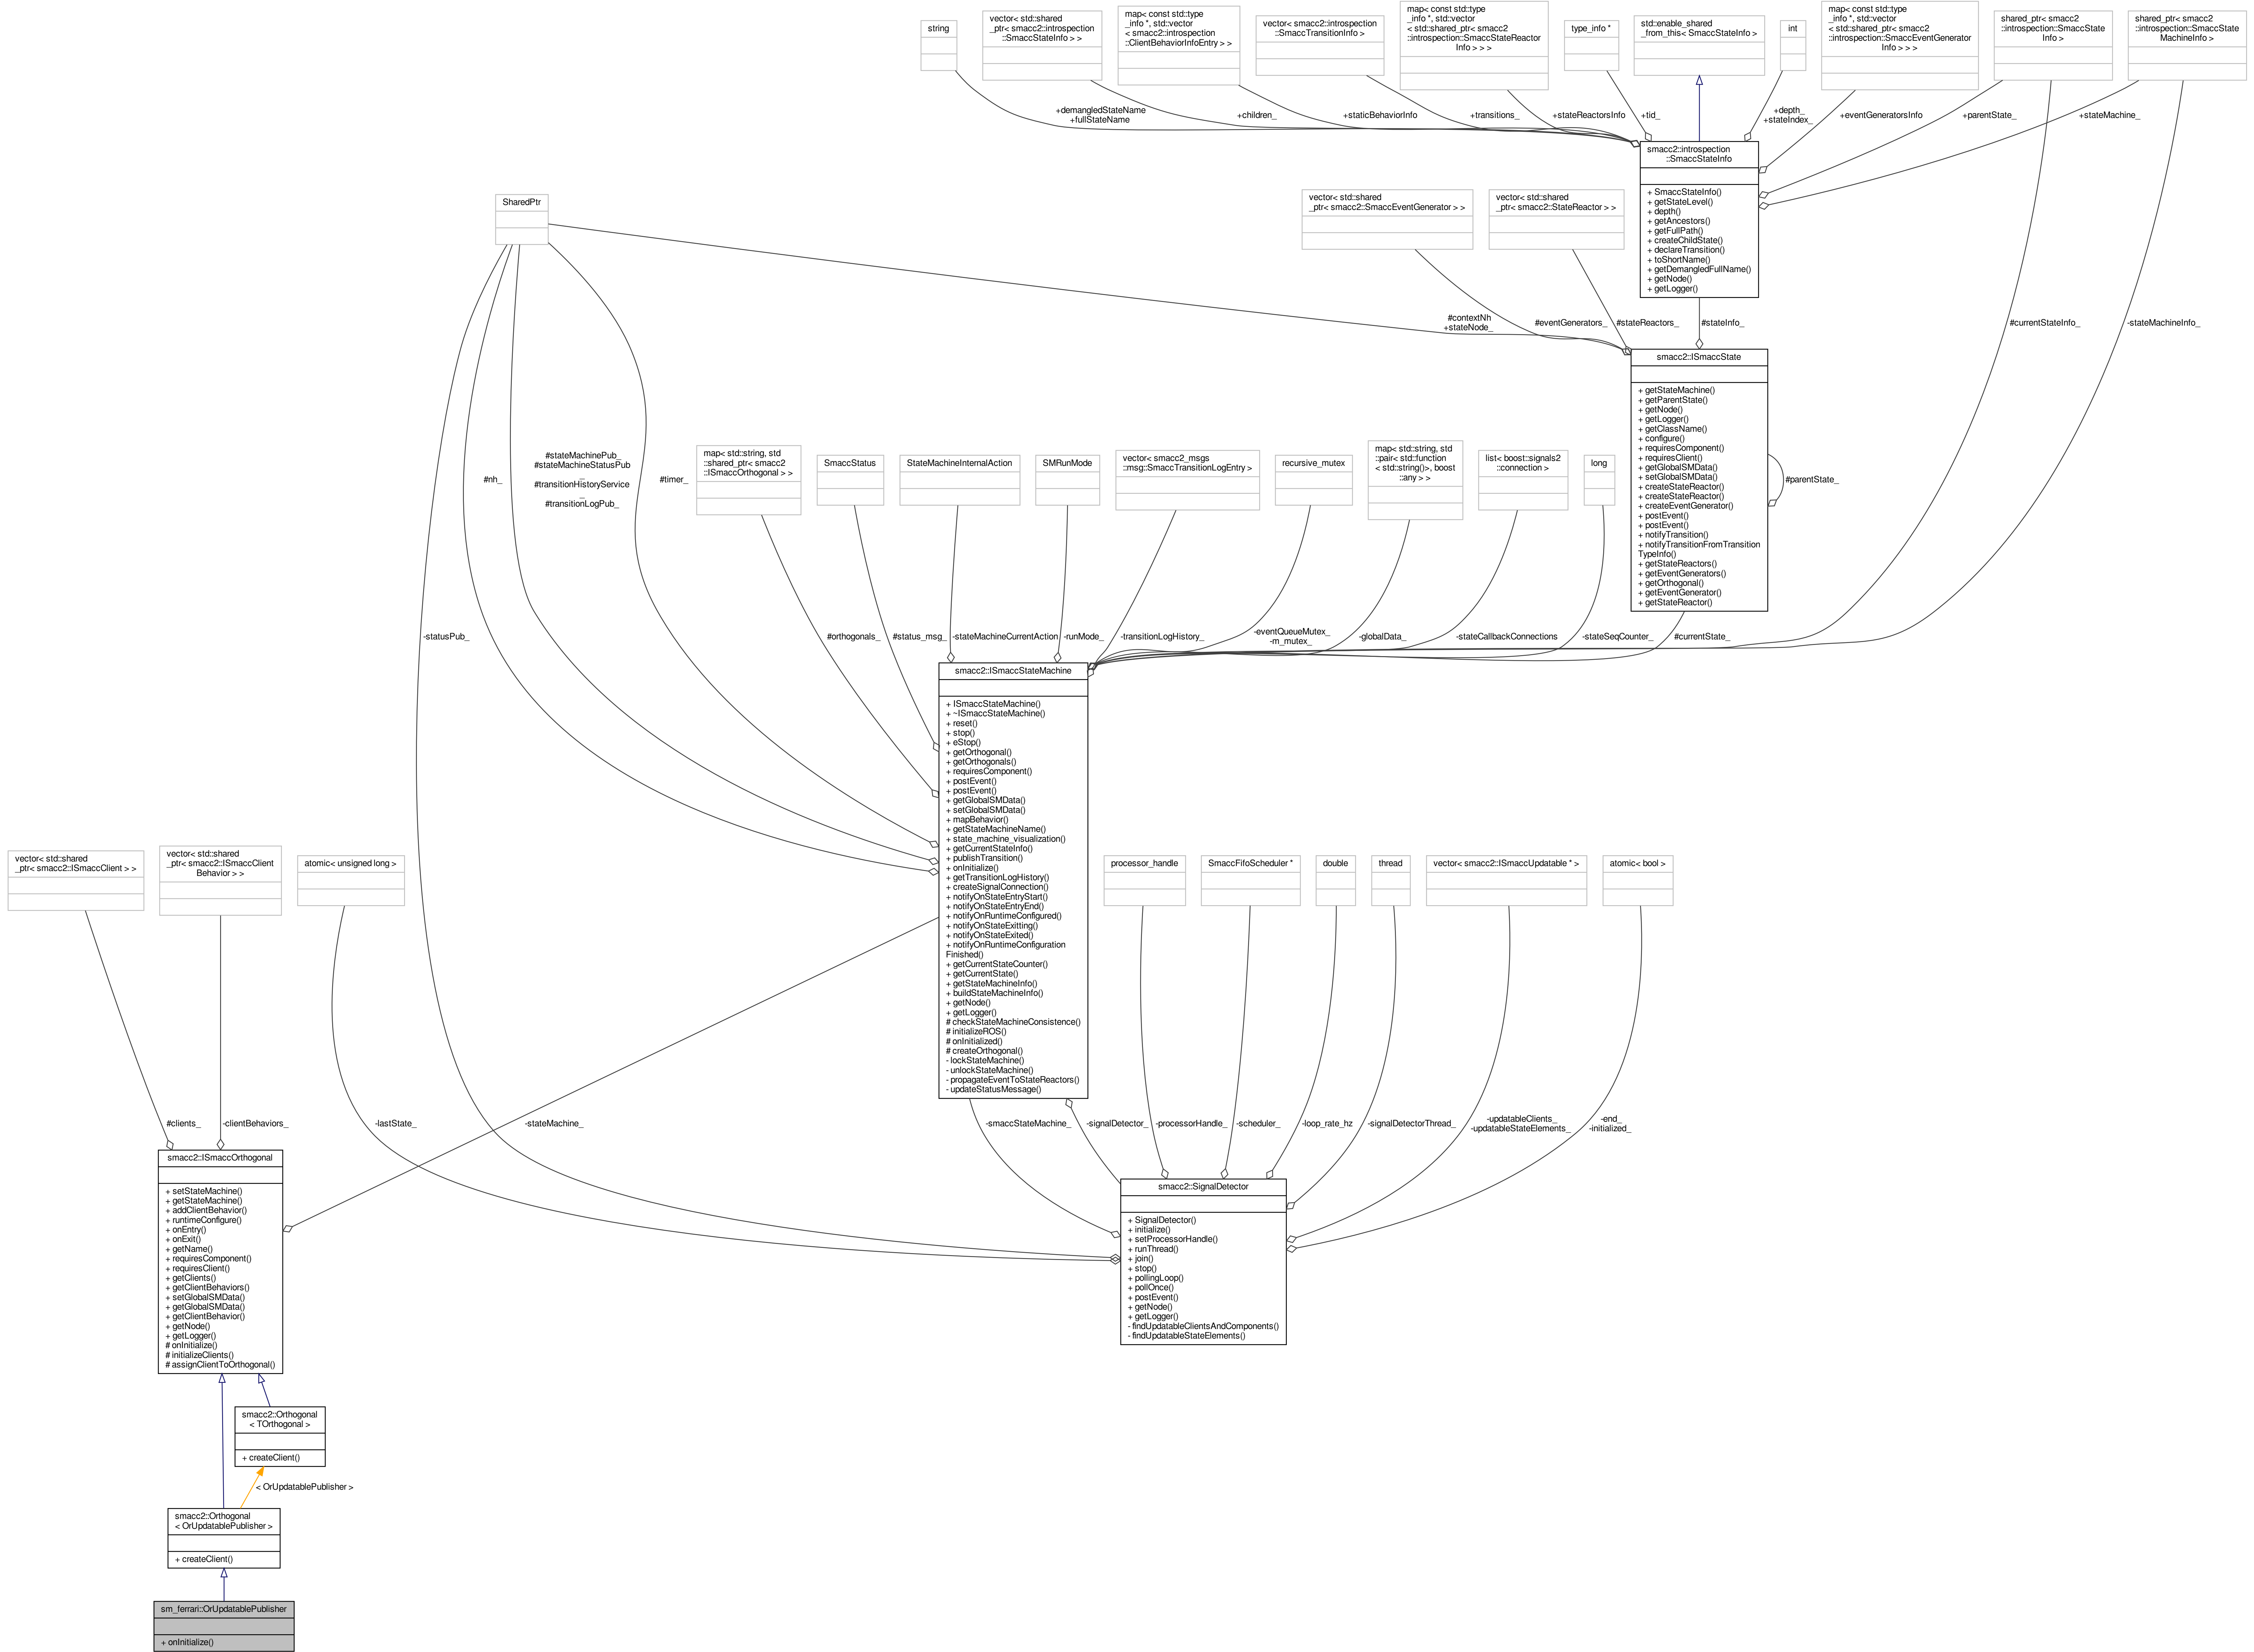 string
vector< std::shared
_ptr< smacc2::introspection
::SmaccStateInfo > >
map< const std::type
_info *, std::vector
< smacc2::introspection
::ClientBehaviorInfoEntry > >
vector< smacc2::introspection
::SmaccTransitionInfo >
map< const std::type
_info *, std::vector
< std::shared_ptr< smacc2
::introspection::SmaccStateReactor
Info > > >
type_info *
std::enable_shared
_from_this< SmaccStateInfo >
int
map< const std::type
_info *, std::vector
< std::shared_ptr< smacc2
::introspection::SmaccEventGenerator
Info > > >
shared_ptr< smacc2
::introspection::SmaccState
Info >
shared_ptr< smacc2
::introspection::SmaccState
MachineInfo >
+demangledStateName
+fullStateName
+children_
+staticBehaviorInfo
+transitions_
+stateReactorsInfo
+tid_
+depth_
+stateIndex_
+eventGeneratorsInfo
+parentState_
+stateMachine_
smacc2::introspection
::SmaccStateInfo
+ SmaccStateInfo()
+ getStateLevel()
+ depth()
+ getAncestors()
+ getFullPath()
+ createChildState()
+ declareTransition()
+ toShortName()
+ getDemangledFullName()
+ getNode()
+ getLogger()
SharedPtr
vector< std::shared
_ptr< smacc2::SmaccEventGenerator > >
vector< std::shared
_ptr< smacc2::StateReactor > >
#contextNh
+stateNode_
#eventGenerators_
#stateReactors_
#stateInfo_
#currentStateInfo_
-stateMachineInfo_
smacc2::ISmaccState
+ getStateMachine()
+ getParentState()
+ getNode()
+ getLogger()
+ getClassName()
+ configure()
+ requiresComponent()
+ requiresClient()
+ getGlobalSMData()
+ setGlobalSMData()
+ createStateReactor()
+ createStateReactor()
+ createEventGenerator()
+ postEvent()
+ postEvent()
+ notifyTransition()
+ notifyTransitionFromTransition
TypeInfo()
+ getStateReactors()
+ getEventGenerators()
+ getOrthogonal()
+ getEventGenerator()
+ getStateReactor()
#parentState_
#nh_
#stateMachinePub_
#stateMachineStatusPub
_
#transitionHistoryService
_
#transitionLogPub_
#timer_
map< std::string, std
::shared_ptr< smacc2
::ISmaccOrthogonal > >
SmaccStatus
StateMachineInternalAction
SMRunMode
vector< smacc2_msgs
::msg::SmaccTransitionLogEntry >
recursive_mutex
map< std::string, std
::pair< std::function
< std::string()>, boost
::any > >
list< boost::signals2
::connection >
long
-statusPub_
#orthogonals_
#status_msg_
-stateMachineCurrentAction
-runMode_
-transitionLogHistory_
-eventQueueMutex_
-m_mutex_
-globalData_
-stateCallbackConnections
-stateSeqCounter_
#currentState_
smacc2::ISmaccStateMachine
+ ISmaccStateMachine()
+ ~ISmaccStateMachine()
+ reset()
+ stop()
+ eStop()
+ getOrthogonal()
+ getOrthogonals()
+ requiresComponent()
+ postEvent()
+ postEvent()
+ getGlobalSMData()
+ setGlobalSMData()
+ mapBehavior()
+ getStateMachineName()
+ state_machine_visualization()
+ getCurrentStateInfo()
+ publishTransition()
+ onInitialize()
+ getTransitionLogHistory()
+ createSignalConnection()
+ notifyOnStateEntryStart()
+ notifyOnStateEntryEnd()
+ notifyOnRuntimeConfigured()
+ notifyOnStateExitting()
+ notifyOnStateExited()
+ notifyOnRuntimeConfiguration
Finished()
+ getCurrentStateCounter()
+ getCurrentState()
+ getStateMachineInfo()
+ buildStateMachineInfo()
+ getNode()
+ getLogger()
# checkStateMachineConsistence()
# initializeROS()
# onInitialized()
# createOrthogonal()
- lockStateMachine()
- unlockStateMachine()
- propagateEventToStateReactors()
- updateStatusMessage()
vector< std::shared
_ptr< smacc2::ISmaccClient > >
vector< std::shared
_ptr< smacc2::ISmaccClient
Behavior > >
atomic< unsigned long >
processor_handle
SmaccFifoScheduler *
double
thread
vector< smacc2::ISmaccUpdatable * >
atomic< bool >
#clients_
-clientBehaviors_
-lastState_
-stateMachine_
-smaccStateMachine_
-signalDetector_
-processorHandle_
-scheduler_
-loop_rate_hz
-signalDetectorThread_
-updatableClients_
-updatableStateElements_
-end_
-initialized_
smacc2::ISmaccOrthogonal
+ setStateMachine()
+ getStateMachine()
+ addClientBehavior()
+ runtimeConfigure()
+ onEntry()
+ onExit()
+ getName()
+ requiresComponent()
+ requiresClient()
+ getClients()
+ getClientBehaviors()
+ setGlobalSMData()
+ getGlobalSMData()
+ getClientBehavior()
+ getNode()
+ getLogger()
# onInitialize()
# initializeClients()
# assignClientToOrthogonal()
smacc2::SignalDetector
+ SignalDetector()
+ initialize()
+ setProcessorHandle()
+ runThread()
+ join()
+ stop()
+ pollingLoop()
+ pollOnce()
+ postEvent()
+ getNode()
+ getLogger()
- findUpdatableClientsAndComponents()
- findUpdatableStateElements()
smacc2::Orthogonal
< TOrthogonal >
+ createClient()
< OrUpdatablePublisher >
smacc2::Orthogonal
< OrUpdatablePublisher >
+ createClient()
sm_ferrari::OrUpdatablePublisher
+ onInitialize()